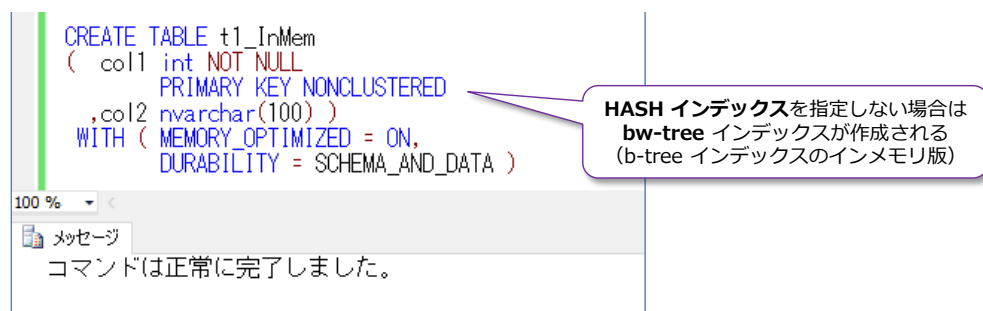 CREATE TABLE t1_InMem
( col1 int NOT NULL
PRIMARY KEY NONCLUSTERED
,col2 nvarchar(100) )
WITH ( MEMORY_OPTIMIZED = ON,
DURABILITY = SCHEMA_AND_DATA )
HASH インデックスを指定しない場合は
bw-tree インデックスが作成される
（b-tree インデックスのインメモリ版）
100 %
メッセージ
コマンドは正常に完了しました。